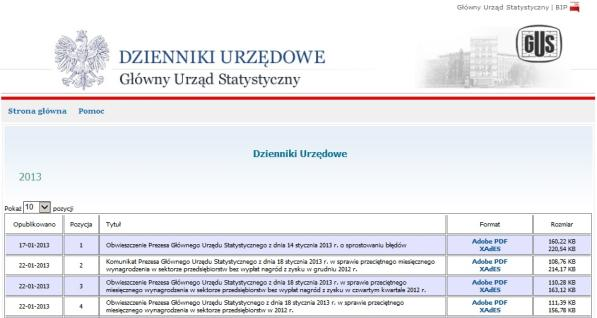 Główny Urząd Statystyczny | BIP
DZIENNIKI URZĘDOWE
Główny Urząd Statystyczny
GUS
Strona główna Pomoc
Dzienniki Urzędowe
2013
Pokaż 10 pozycji
Opublikowano Pozycja Tytuł Format Rozmiar
17-01-2013 1 Obwieszczenie Prezesa Głównego Urzędu Statystycznego z dnia 14 stycznia 2013 r. o sprostowaniu błędów Adobe PDF 160,22 KB
XAdES 220,54 KB
22-01-2013 2 Komunikat Prezesa Głównego Urzędu Statystycznego z dnia 18 stycznia 2013 r. w sprawie przeciętnego miesięcznego Adobe PDF 108,76 KB
wynagrodzenia w sektorze przedsiębiorstw bez wypłat nagród z zysku w grudniu 2012 r. XAdES 214,17 KB
22-01-2013 3 Obwieszczenie Prezesa Głównego Urzędu Statystycznego z dnia 18 stycznia 2013 r. w sprawie przeciętnego Adobe PDF 110,28 KB
miesięcznego wynagrodzenia w sektorze przedsiębiorstw bez wypłat nagród z zysku w czwartym kwartale 2012 r. XAdES 163,12 KB
22-01-2013 4 Obwieszczenie Prezesa Głównego Urzędu Statystycznego z dnia 18 stycznia 2013 r. w sprawie przeciętnego Adobe PDF 111,39 KB
miesięcznego wynagrodzenia w sektorze przedsiębiorstw w 2012 r. XAdES 156,78 KB